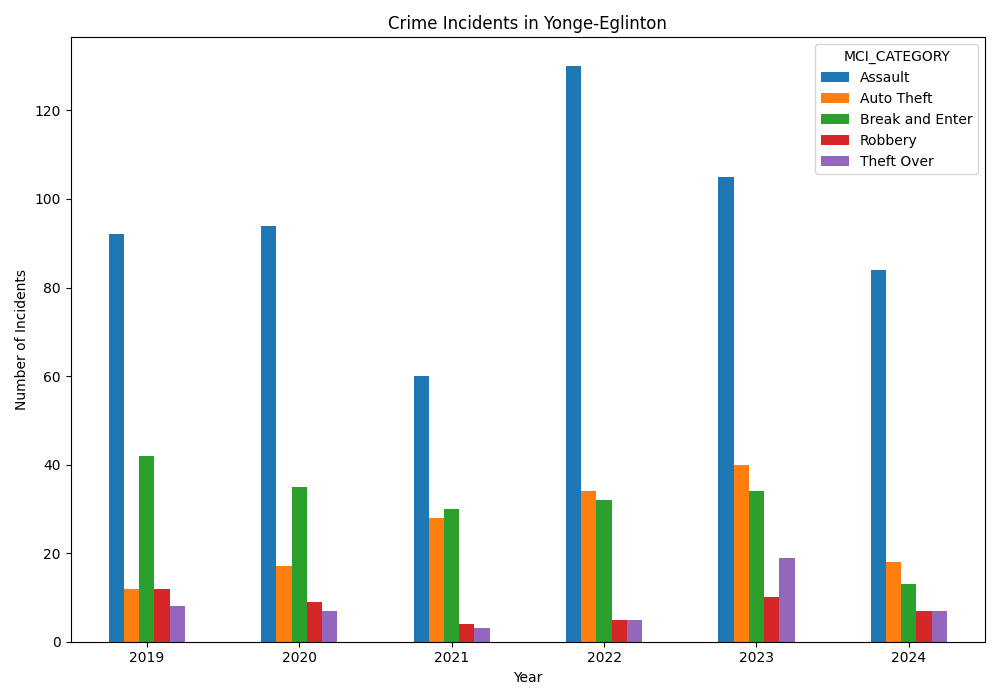 Crime Incidents in Yonge-Eglinton
MCI_CATEGORY
Assault
Auto Theft
Break and Enter
Robbery
Theft Over
Number of Incidents
120
100
80
60
40
20
0
2019 2020 2021 2022 2023 2024
Year